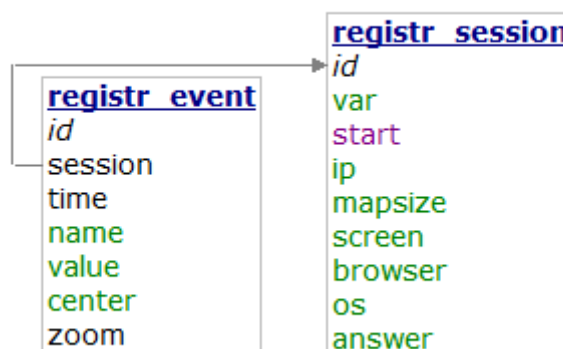 registr_event
id
session
time
name
value
center
zoom
registr_session
id
var
start
ip
mapsize
screen
browser
os
answer